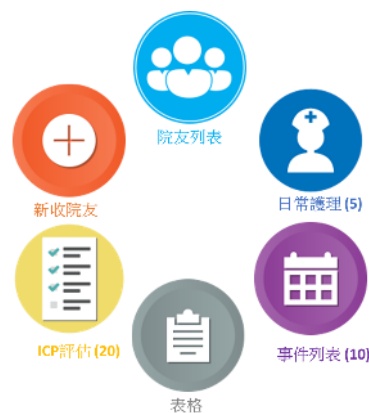 院友列表
新收院友
日常護理 (5)
ICP評估 (20)
事件列表 (10)
表格